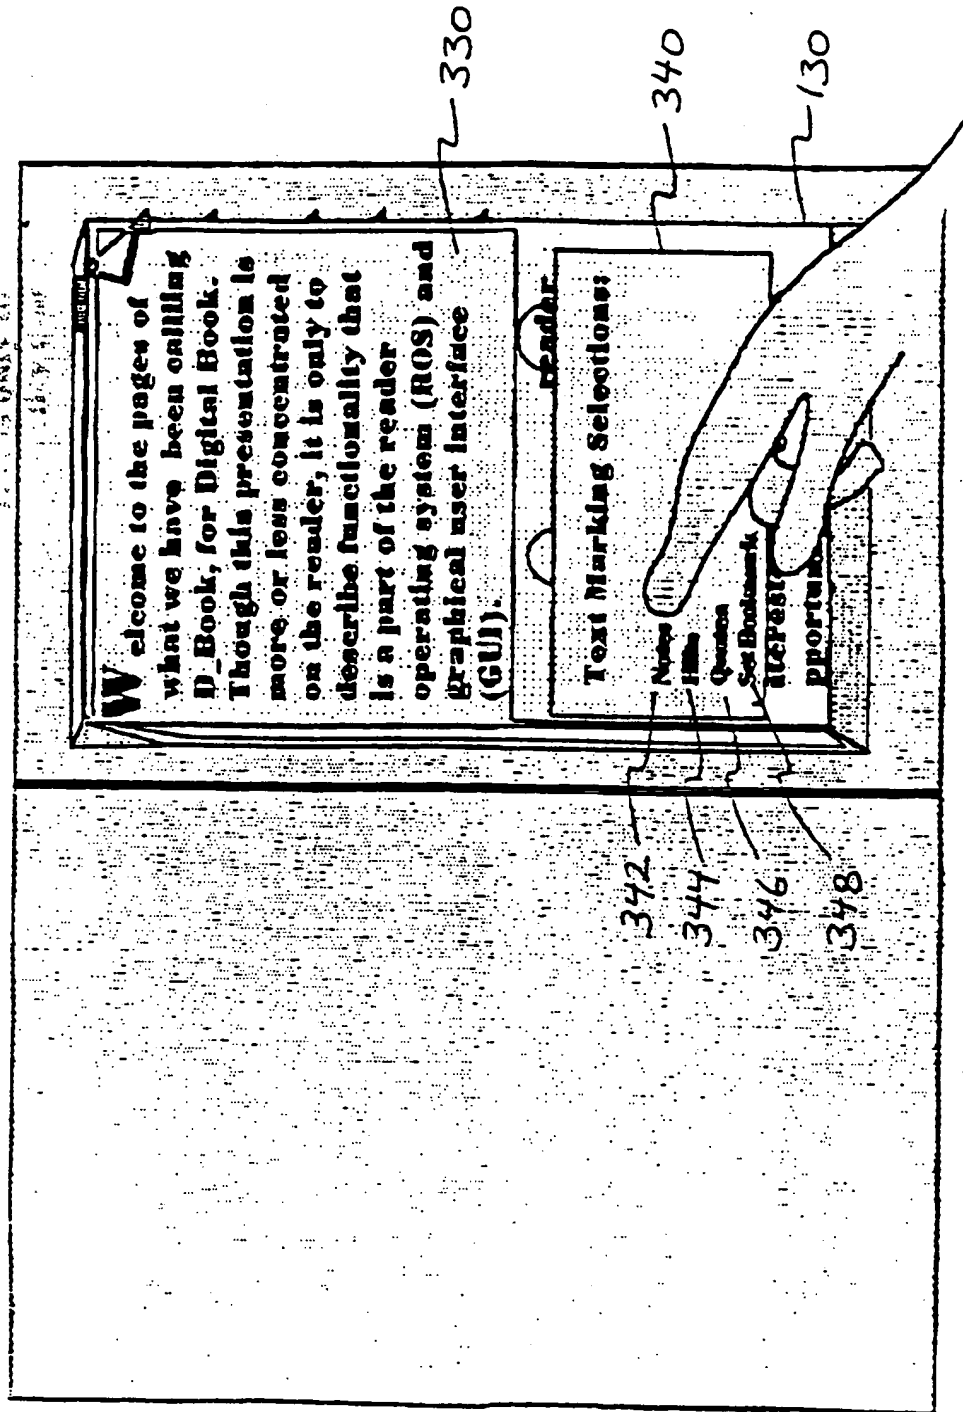 Welcome to the pages of
what we have been calling
D_Book, for Digital Book.
Though this presentation is
more or less concentrated
on the reader, it is only to
describe functionality that
is a part of the reader
operating system (ROS) and
graphical user interface
(GUI).
reader
Text Marking Selections:
Notes
Quotes
Set Bookmark
330
340
130
342
344
346
348